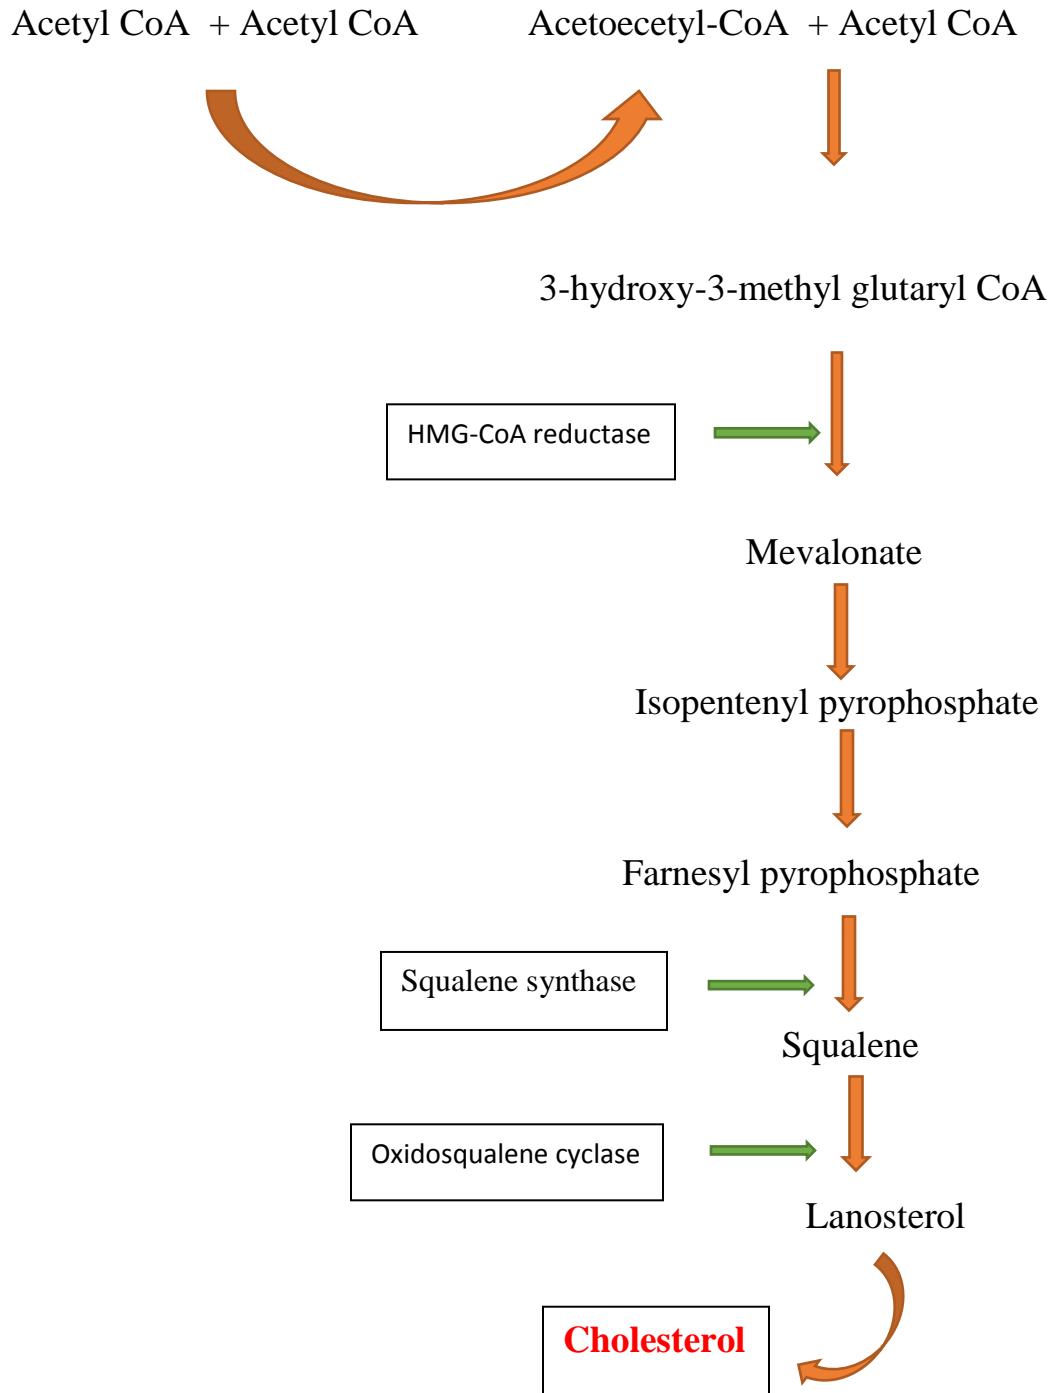 Acetyl CoA + Acetyl CoA
Acetoecetyl-CoA + Acetyl CoA
3-hydroxy-3-methyl glutaryl CoA
HMG-CoA reductase
Mevalonate
Isopentenyl pyrophosphate
Farnesyl pyrophosphate
Squalene synthase
Squalene
Oxidosqualene cyclase
Lanosterol
Cholesterol